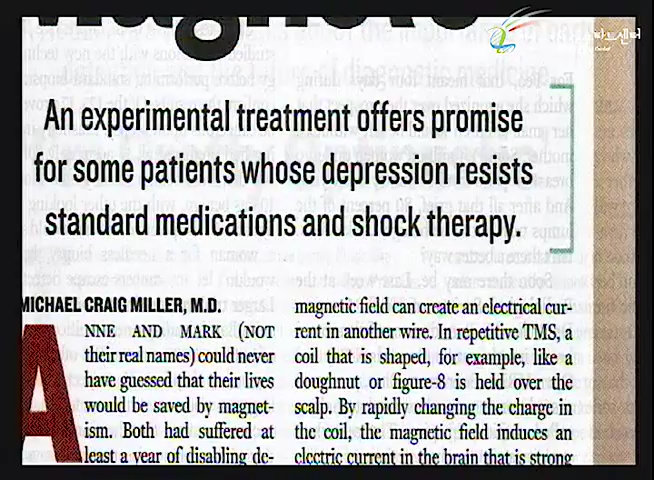 An experimental treatment offers promise
for some patients whose depression resists
standard medications and shock therapy.
MICHAEL CRAIG MILLER, M.D.
ANNE AND MARK (NOT
their real names) could never
have guessed that their lives
would be saved by magnet-
ism. Both had suffered at
least a year of disabling de-
magnetic field can create an electrical cur-
rent in another wire. In repetitive TMS, a
coil that is shaped, for example, like a
doughnut or figure-8 is held over the
scalp. By rapidly changing the charge in
the coil, the magnetic field induces an
electric current in the brain that is strong